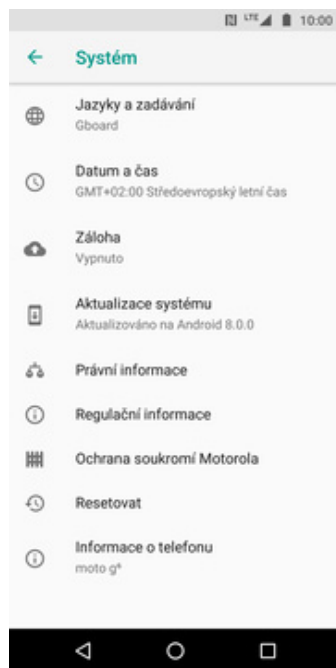 LTE 10:00
Systém
Jazyky a zadávání
Gboard
Datum a čas
GMT+02:00 Středoevropský letní čas
Záloha
Vypnuto
Aktualizace systému
Aktualizováno na Android 8.0.0
Právní informace
Regulační informace
Ochrana soukromí Motorola
Resetovat
Informace o telefonu
moto g⁶